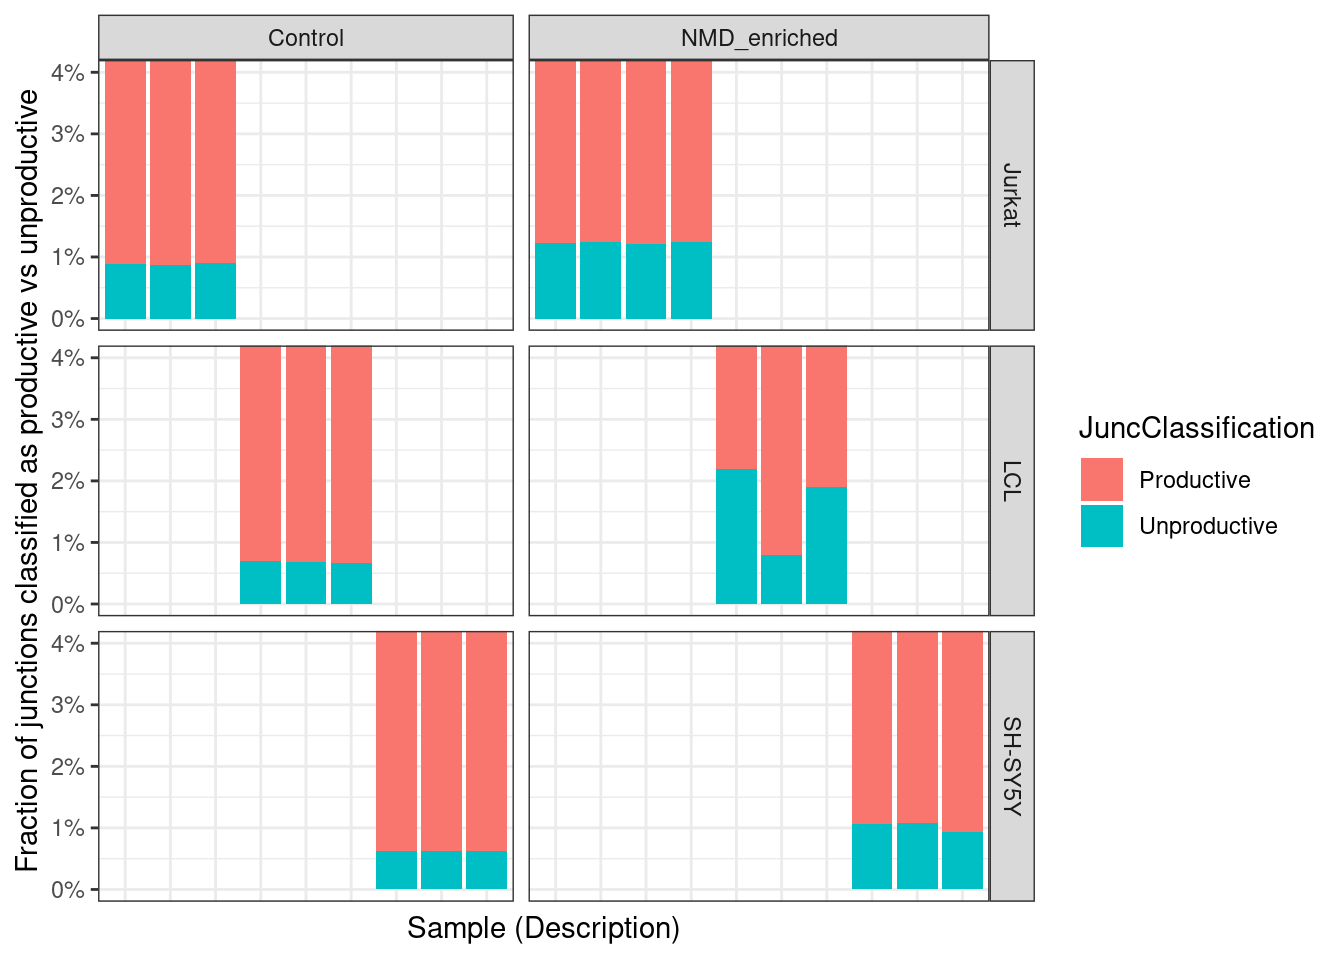 Control
NMD_enriched
Fraction of junctions classified as productive vs unproductive
4%
3%
2%
1%
0%
Jurkat
4%
3%
2%
1%
0%
LCL
4%
3%
2%
1%
0%
SH-SY5Y
Sample (Description)
JuncClassification
Productive
Unproductive